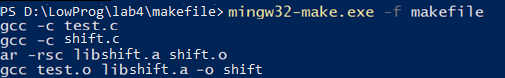 PS D:\LowProg\lab4\makefile> mingw32-make.exe -f makefile
gcc -c test.c
gcc -c shift.c
ar -rsc libshift.a shift.o
gcc test.o libshift.a -o shift